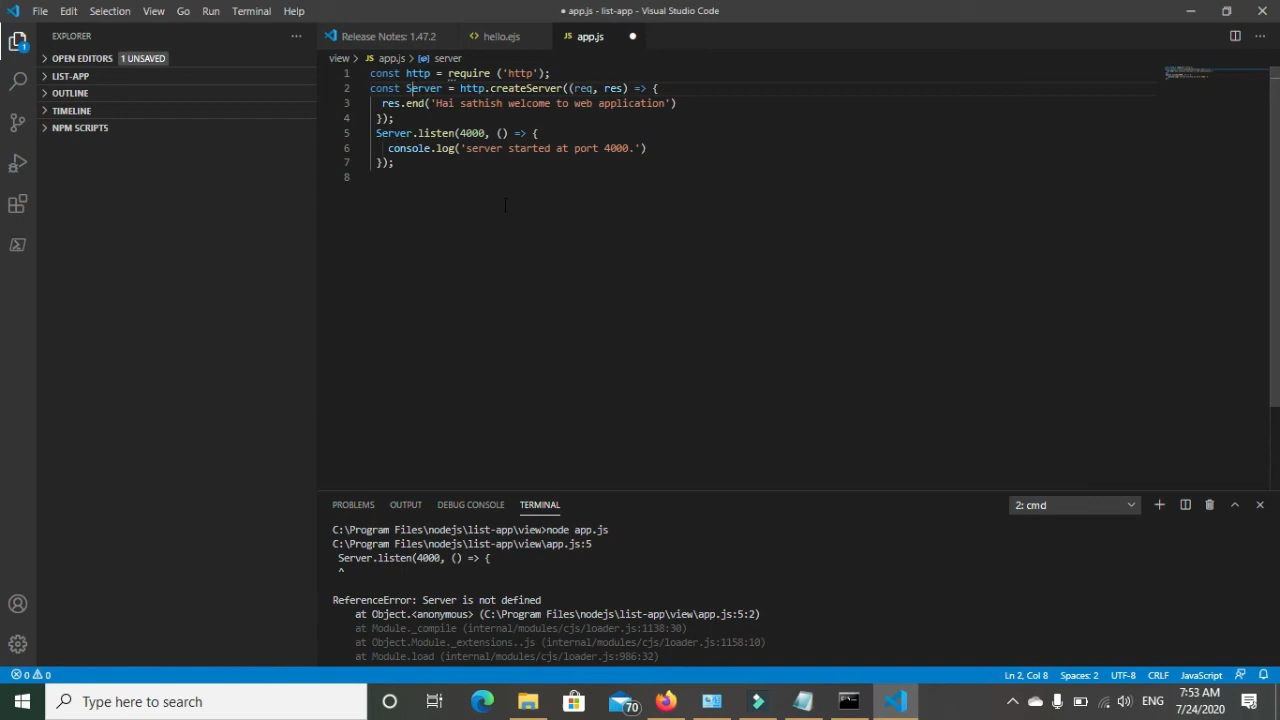 File Edit Selection View Go Run Terminal Help
● app.js - list-app - Visual Studio Code
EXPLORER
OPEN EDITORS 1 UNSAVED
LIST-APP
OUTLINE
TIMELINE
NPM SCRIPTS
1
Release Notes: 1.47.2
hello.ejs
JS app.js
view > JS app.js > server
1 const http = require ('http');
2 const Server = http.createServer((req, res) => {
3 res.end('Hai sathish welcome to web application')
4 });
5 Server.listen(4000, () => {
6 console.log('server started at port 4000.')
7 });
8
PROBLEMS OUTPUT DEBUG CONSOLE TERMINAL
2: cmd
C:\Program Files\nodejs\list-app\view>node app.js
C:\Program Files\nodejs\list-app\view\app.js:5
Server.listen(4000, () => {
^
ReferenceError: Server is not defined
at Object.<anonymous> (C:\Program Files\nodejs\list-app\view\app.js:5:2)
at Module._compile (internal/modules/cjs/loader.js:1138:30)
at Object.Module._extensions..js (internal/modules/cjs/loader.js:1158:10)
at Module.load (internal/modules/cjs/loader.js:986:32)
0 0
Ln 2, Col 8 Spaces: 2 UTF-8 CRLF JavaScript
Type here to search
70
ENG
7:53 AM
7/24/2020